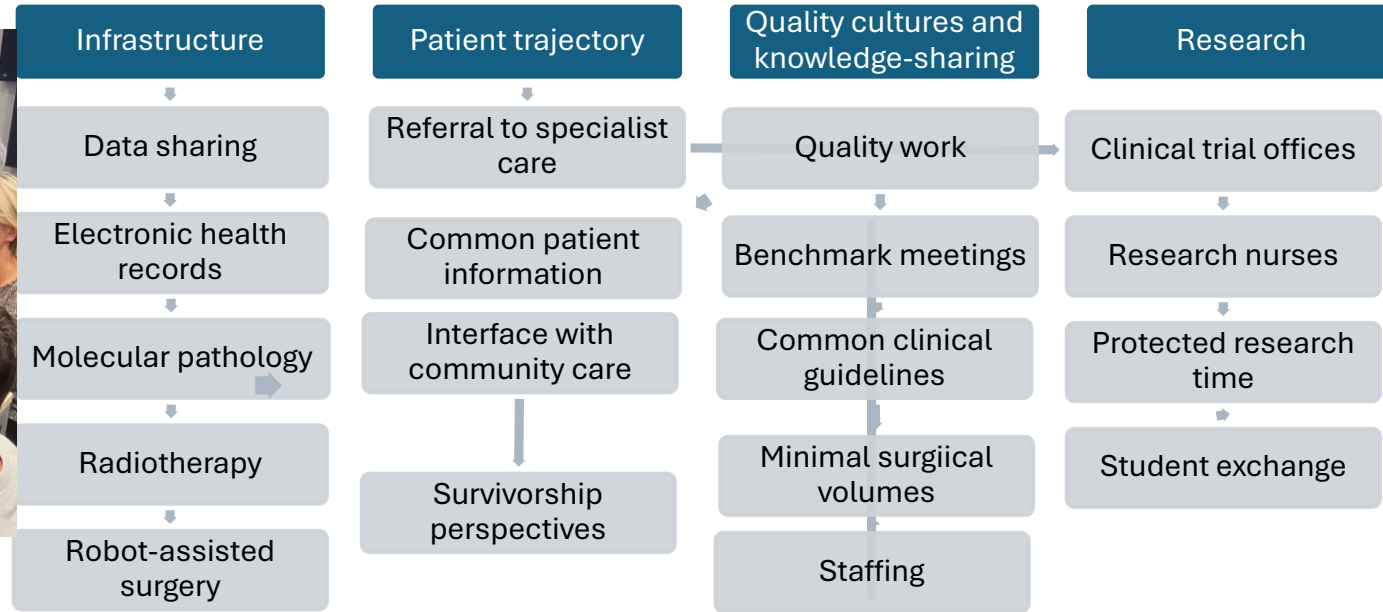 Infrastructure
Data sharing
Electronic health
records
Molecular pathology
Radiotherapy
Robot-assisted
surgery
Patient trajectory
Referral to specialist
care
Common patient
information
Interface with
community care
Survivorship
perspectives
Quality cultures and
knowledge-sharing
Quality work
Benchmark meetings
Common clinical
guidelines
Minimal surgiical
volumes
Staffing
Research
Clinical trial offices
Research nurses
Protected research
time
Student exchange